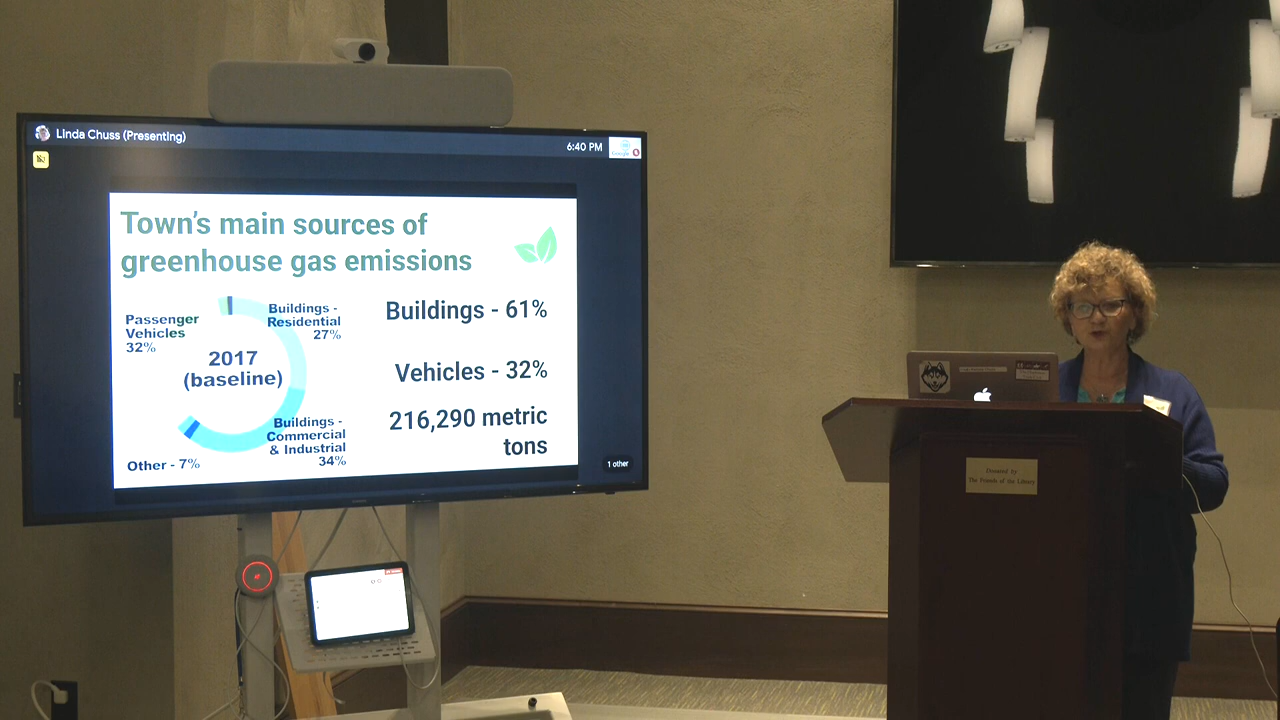 Linda Chuss (Presenting)
6:40 PM
Town's main sources of
greenhouse gas emissions
Passenger
Vehicles
32%
Buildings -
Residential
27%
2017
(baseline)
Buildings -
Commercial
& Industrial
34%
Other - 7%
Buildings - 61%
Vehicles - 32%
216,290 metric
tons
1 other
Donated by
The Friends of the Library